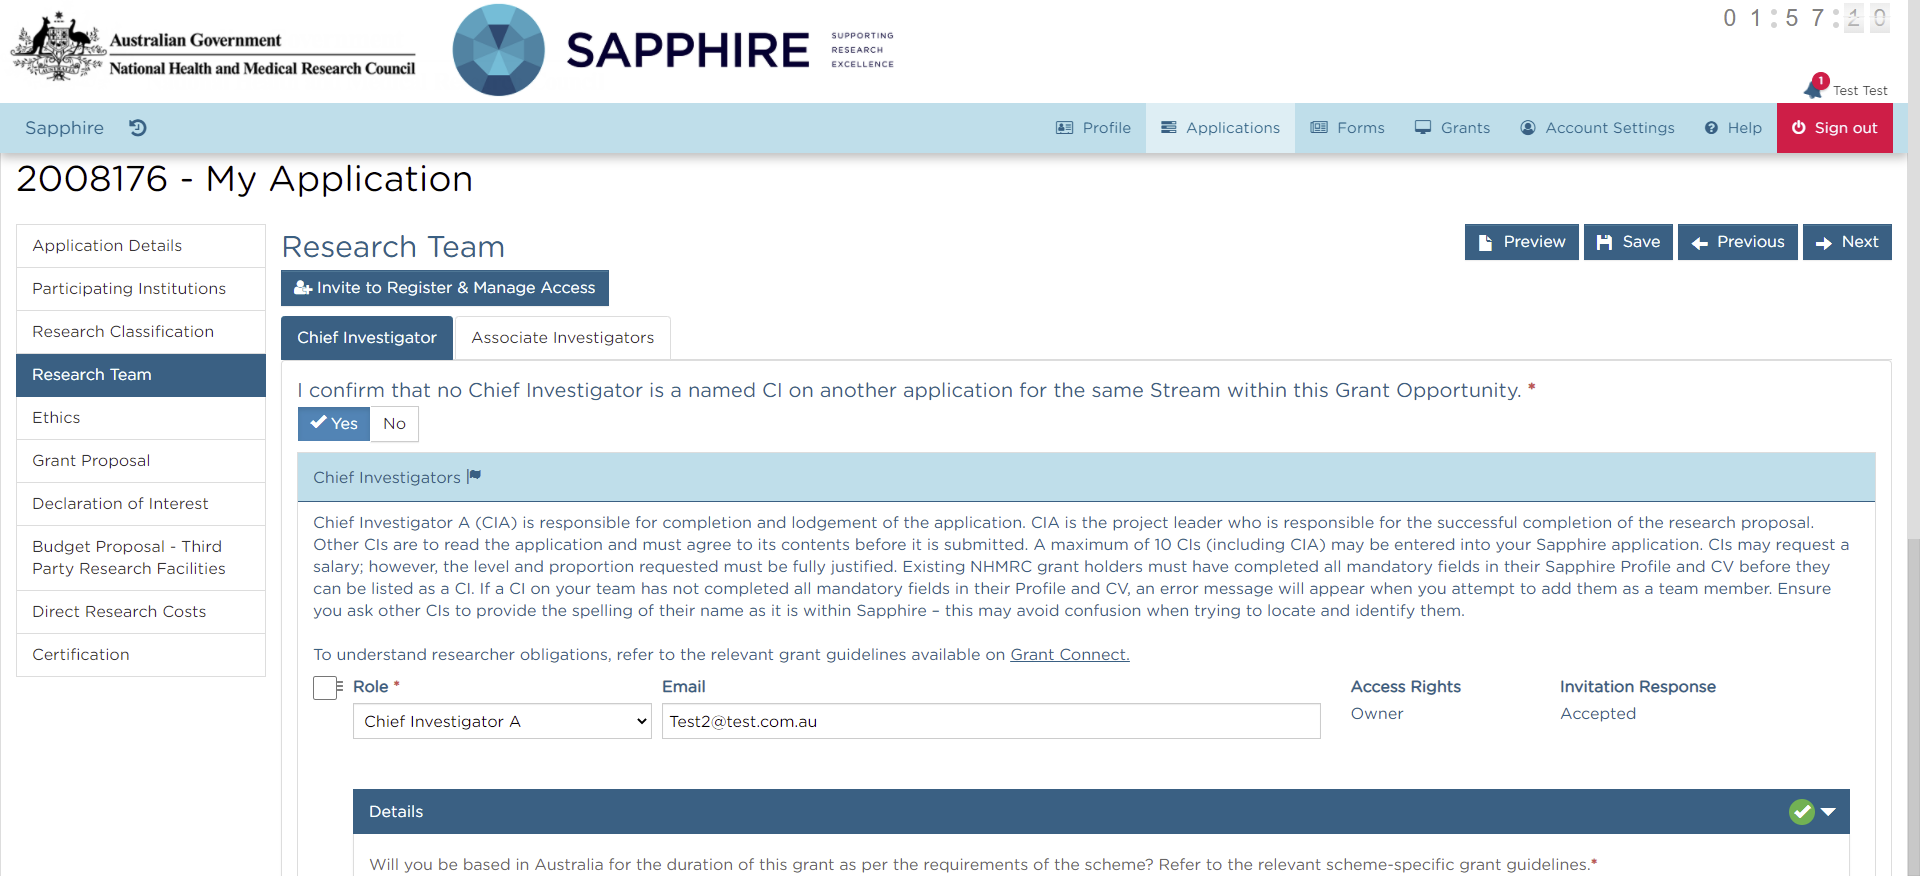 Australian Government
National Health and Medical Research Council
SAPPHIRE
SUPPORTING
RESEARCH
EXCELLENCE
01:57:
1
Test Test
Sapphire
Profile
Applications
Forms
Grants
Account Settings
Help
Sign out
2008176 - My Application
Application Details
Participating Institutions
Research Classification
Research Team
Ethics
Grant Proposal
Declaration of Interest
Budget Proposal - Third
Party Research Facilities
Direct Research Costs
Certification
Research Team
Preview
Save
Previous
Next
Invite to Register & Manage Access
Chief Investigator
Associate Investigators
I confirm that no Chief Investigator is a named CI on another application for the same Stream within this Grant Opportunity. *
Yes
No
Chief Investigators
Chief Investigator A (CIA) is responsible for completion and lodgement of the application. CIA is the project leader who is responsible for the successful completion of the research proposal.
Other CIs are to read the application and must agree to its contents before it is submitted. A maximum of 10 CIs (including CIA) may be entered into your Sapphire application. CIs may request a
salary; however, the level and proportion requested must be fully justified. Existing NHMRC grant holders must have completed all mandatory fields in their Sapphire Profile and CV before they
can be listed as a CI. If a CI on your team has not completed all mandatory fields in their Profile and CV, an error message will appear when you attempt to add them as a team member. Ensure
you ask other CIs to provide the spelling of their name as it is within Sapphire – this may avoid confusion when trying to locate and identify them.
To understand researcher obligations, refer to the relevant grant guidelines available on Grant Connect.
Role *
Email
Access Rights
Invitation Response
Chief Investigator A
Test2@test.com.au
Owner
Accepted
Details
Will you be based in Australia for the duration of this grant as per the requirements of the scheme? Refer to the relevant scheme-specific grant guidelines.*